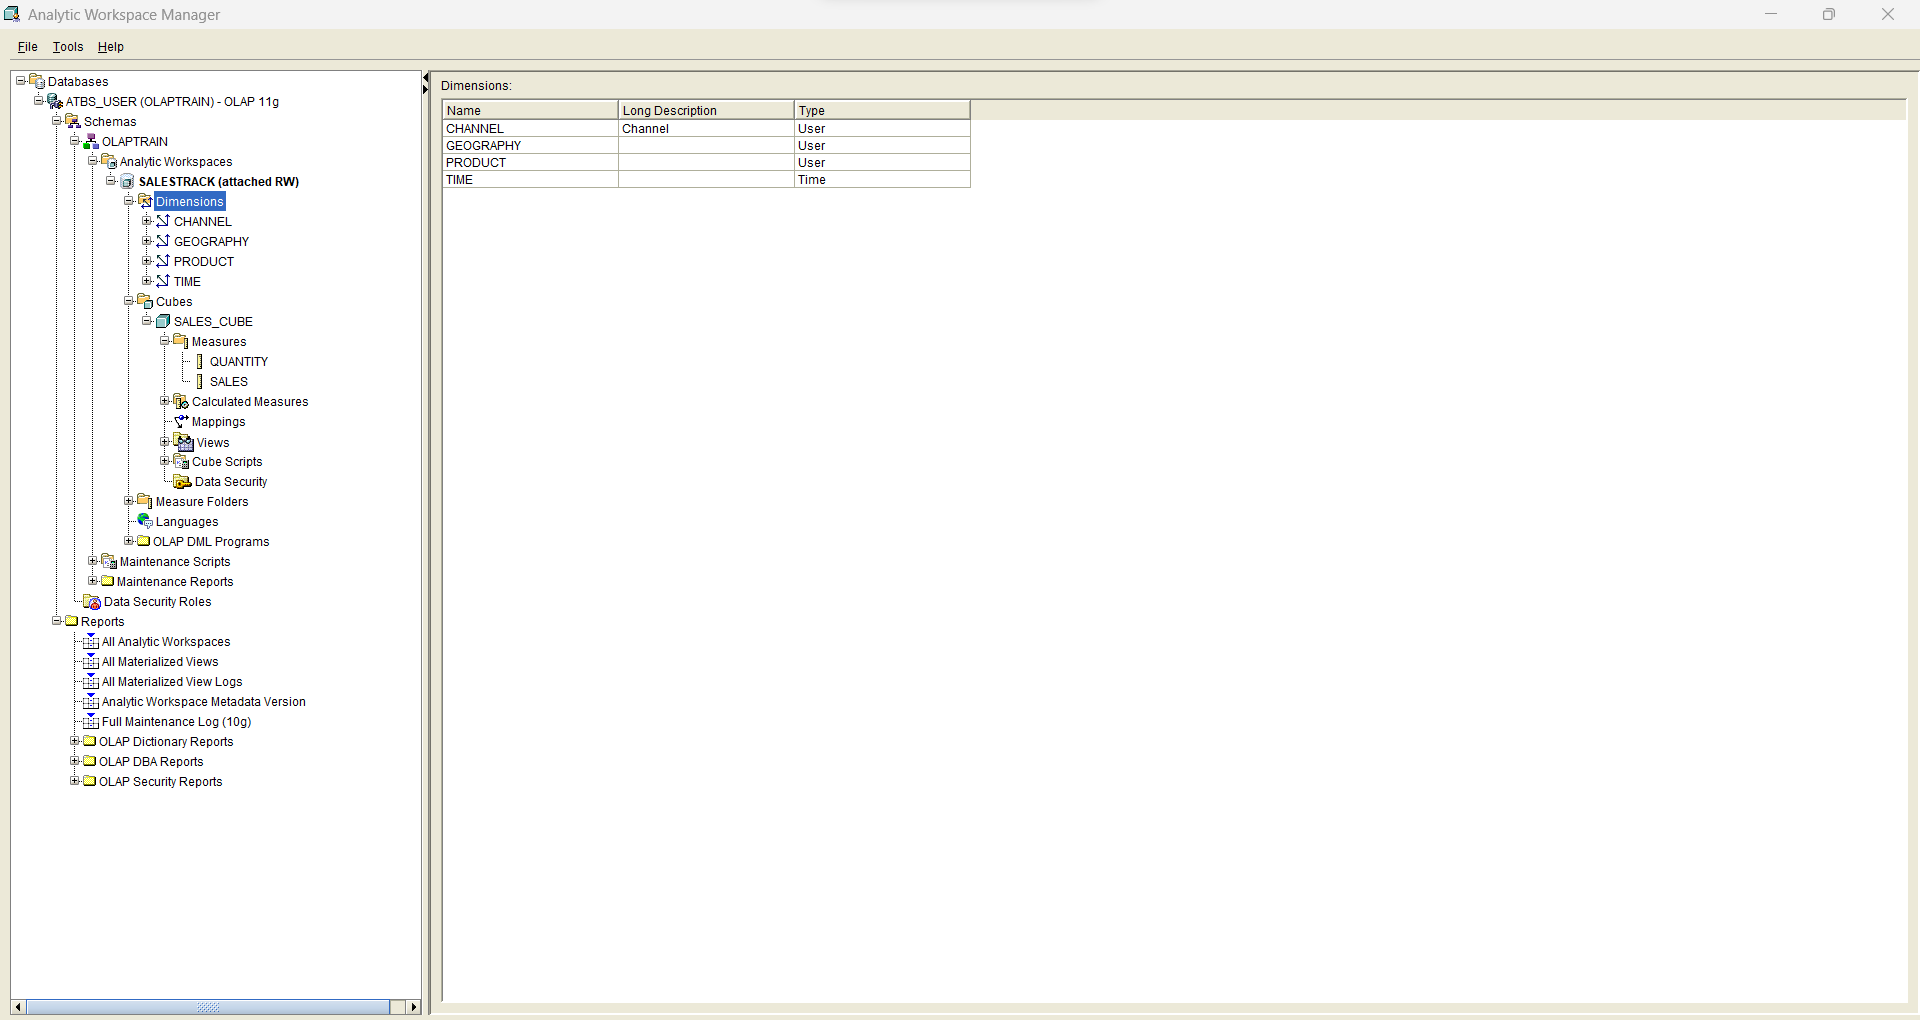 Analytic Workspace Manager
File Tools Help
Databases
ATBS_USER (OLAPTRAIN) - OLAP 11g
Schemas
OLAPTRAIN
Analytic Workspaces
SALESTRACK (attached RW)
Dimensions
CHANNEL
GEOGRAPHY
PRODUCT
TIME
Cubes
SALES_CUBE
Measures
QUANTITY
SALES
Calculated Measures
Mappings
Views
Cube Scripts
Data Security
Measure Folders
Languages
OLAP DML Programs
Maintenance Scripts
Maintenance Reports
Data Security Roles
Reports
All Analytic Workspaces
All Materialized Views
All Materialized View Logs
Analytic Workspace Metadata Version
Full Maintenance Log (10g)
OLAP Dictionary Reports
OLAP DBA Reports
OLAP Security Reports
Dimensions:
Name Long Description Type
CHANNEL Channel User
GEOGRAPHY User
PRODUCT User
TIME Time